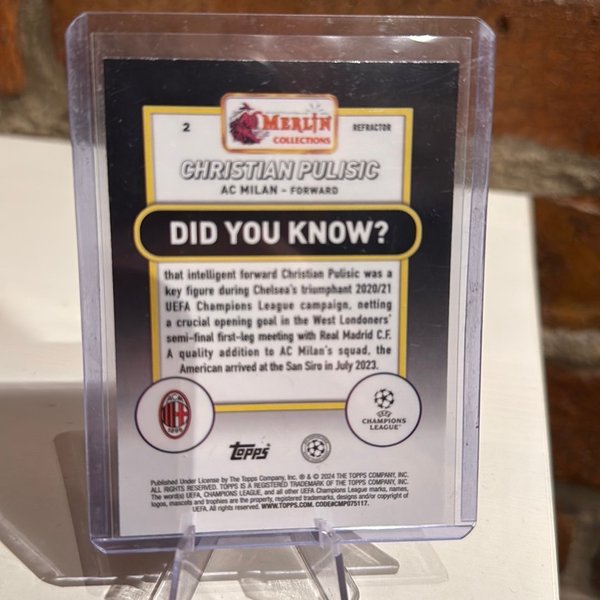 2
MERLIN
COLLECTIONS
REFRACTOR
CHRISTIAN PULISIC
AC MILAN – FORWARD
DID YOU KNOW?
that intelligent forward Christian Pulisic was a
key figure during Chelsea's triumphant 2020/21
UEFA Champions League campaign, netting
a crucial opening goal in the West Londoners'
semi-final first-leg meeting with Real Madrid C.F.
A quality addition to AC Milan's squad, the
American arrived at the San Siro in July 2023.
ACM
1899
UEFA
CHAMPIONS
LEAGUE
TOPPS
Published Under License by The Topps Company, Inc. ® & © 2024 THE TOPPS COMPANY, INC.
ALL RIGHTS RESERVED. TOPPS IS A REGISTERED TRADEMARK OF THE TOPPS COMPANY, INC.
The word(s) UEFA, CHAMPIONS LEAGUE, and all other UEFA Champions League marks, names,
logos, mascots and trophies are the property, registered trademarks, designs and/or copyright of
UEFA. All rights reserved. WWW.TOPPS.COM. CODE#CMP075117.